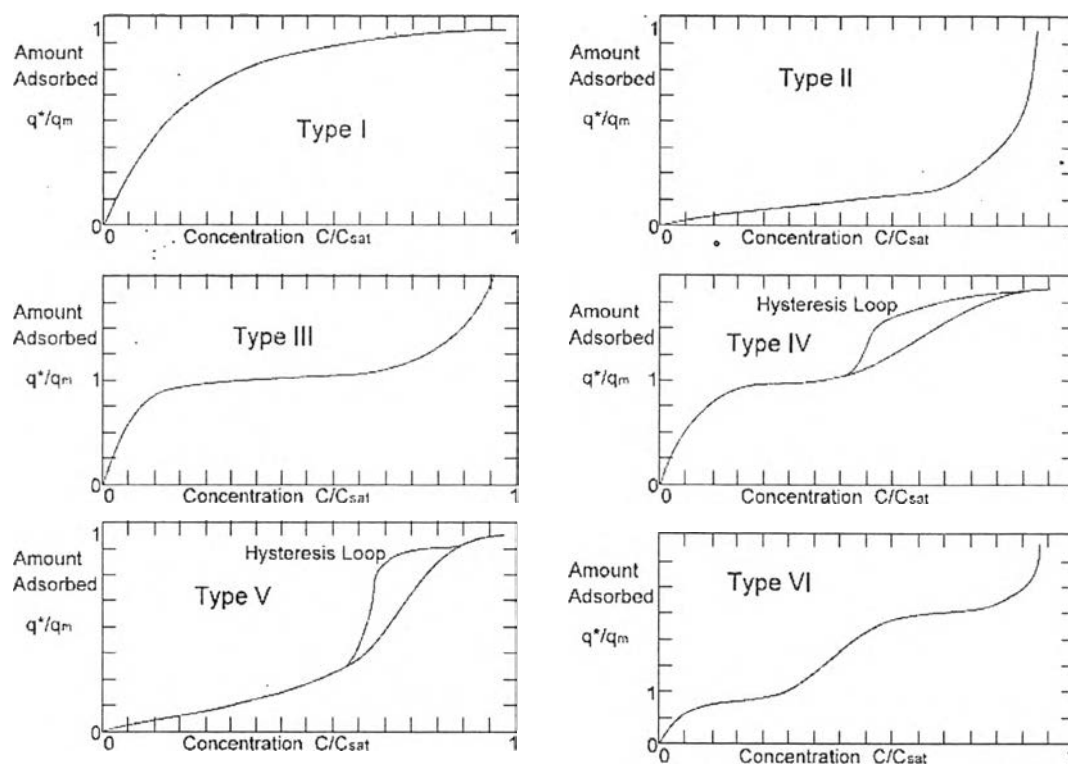 1
Amount
Adsorbed
q*/qm
Type I
0
0
Concentration C/Csat
1
Amount
Adsorbed
q*/qm
Type II
0
0
Concentration C/Csat
Amount
Adsorbed
q*/qm
Type III
1
0
0
Concentration C/Csat
1
Amount
Adsorbed
q*/qm
Hysteresis Loop
Type IV
1
0
0
Concentration C/Csat
1
Amount
Adsorbed
q*/qm
Hysteresis Loop
Type V
0
0
Concentration C/Csat
1
Amount
Adsorbed
q*/qm
Type VI
1
0
0
Concentration C/Csat